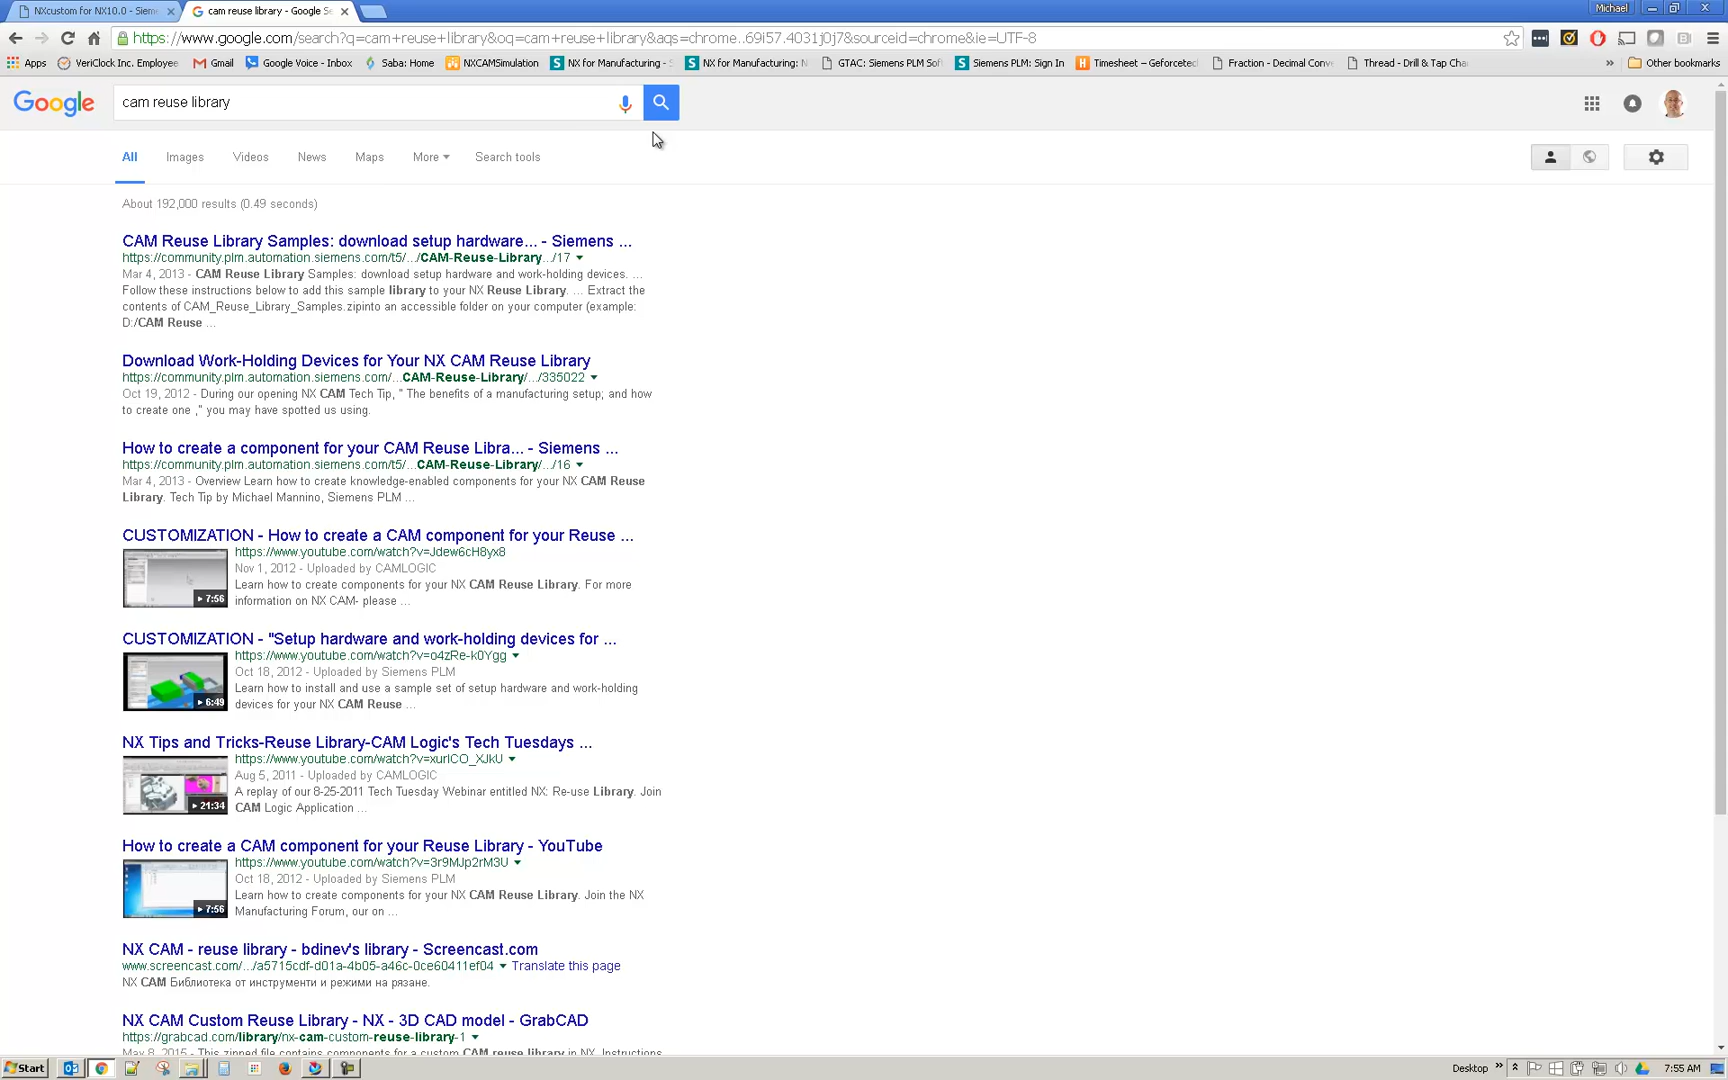 NXcustom for NX10.0 - Siem
cam reuse library - Google S
Michael
https://www.google.com/search?q=cam+reuse+library&oq=cam+reuse+library&aqs=chrome..69i57.4031j0j7&sourceid=chrome&ie=UTF-8
Apps VeriClock Inc. Employee Gmail Google Voice - Inbox Saba: Home NXCAMSimulation NX for Manufacturing - NX for Manufacturing: GTAC: Siemens PLM Sof Siemens PLM: Sign In Timesheet – Geforcetec Fraction - Decimal Conv Thread - Drill & Tap Cha » Other bookmarks
Google
cam reuse library
All Images Videos News Maps More Search tools
About 192,000 results (0.49 seconds)
CAM Reuse Library Samples: download setup hardware... - Siemens ...
https://community.plm.automation.siemens.com/t5/.../CAM-Reuse-Library.../17
Mar 4, 2013 - CAM Reuse Library Samples: download setup hardware and work-holding devices. ...
Follow these instructions below to add this sample library to your NX Reuse Library. ... Extract the
contents of CAM_Reuse_Library_Samples.zipinto an accessible folder on your computer (example:
D:/CAM Reuse ...
Download Work-Holding Devices for Your NX CAM Reuse Library
https://community.plm.automation.siemens.com/...CAM-Reuse-Library/.../335022
Oct 19, 2012 - During our opening NX CAM Tech Tip, " The benefits of a manufacturing setup; and how
to create one ," you may have spotted us using.
How to create a component for your CAM Reuse Libra... - Siemens ...
https://community.plm.automation.siemens.com/t5/...CAM-Reuse-Library/.../16
Mar 4, 2013 - Overview Learn how to create knowledge-enabled components for your NX CAM Reuse
Library. Tech Tip by Michael Mannino, Siemens PLM ...
CUSTOMIZATION - How to create a CAM component for your Reuse ...
https://www.youtube.com/watch?v=Jdew6cH8yx8
Nov 1, 2012 - Uploaded by CAMLOGIC
Learn how to create components for your NX CAM Reuse Library. For more
information on NX CAM- please ...
7:56
CUSTOMIZATION - "Setup hardware and work-holding devices for ...
https://www.youtube.com/watch?v=o4zRe-k0Ygg
Oct 18, 2012 - Uploaded by Siemens PLM
Learn how to install and use a sample set of setup hardware and work-holding
devices for your NX CAM Reuse ...
6:49
NX Tips and Tricks-Reuse Library-CAM Logic's Tech Tuesdays ...
https://www.youtube.com/watch?v=xurlCO_XJkU
Aug 5, 2011 - Uploaded by CAMLOGIC
A replay of our 8-25-2011 Tech Tuesday Webinar entitled NX: Re-use Library. Join
CAM Logic Application ...
21:34
How to create a CAM component for your Reuse Library - YouTube
https://www.youtube.com/watch?v=3r9MJp2rM3U
Oct 18, 2012 - Uploaded by Siemens PLM
Learn how to create components for your NX CAM Reuse Library. Join the NX
Manufacturing Forum, our on ...
7:56
NX CAM - reuse library - bdinev's library - Screencast.com
www.screencast.com/.../a5715cdf-d01a-4b05-a46c-0ce60411ef04 Translate this page
NX CAM Библиотека от инструменти и режими на рязане.
NX CAM Custom Reuse Library - NX - 3D CAD model - GrabCAD
https://grabcad.com/library/nx-cam-custom-reuse-library-1
May 8, 2015 - This zipped file contains components for a custom CAM reuse library in NX. Instructions
Start
Desktop »
7:55 AM